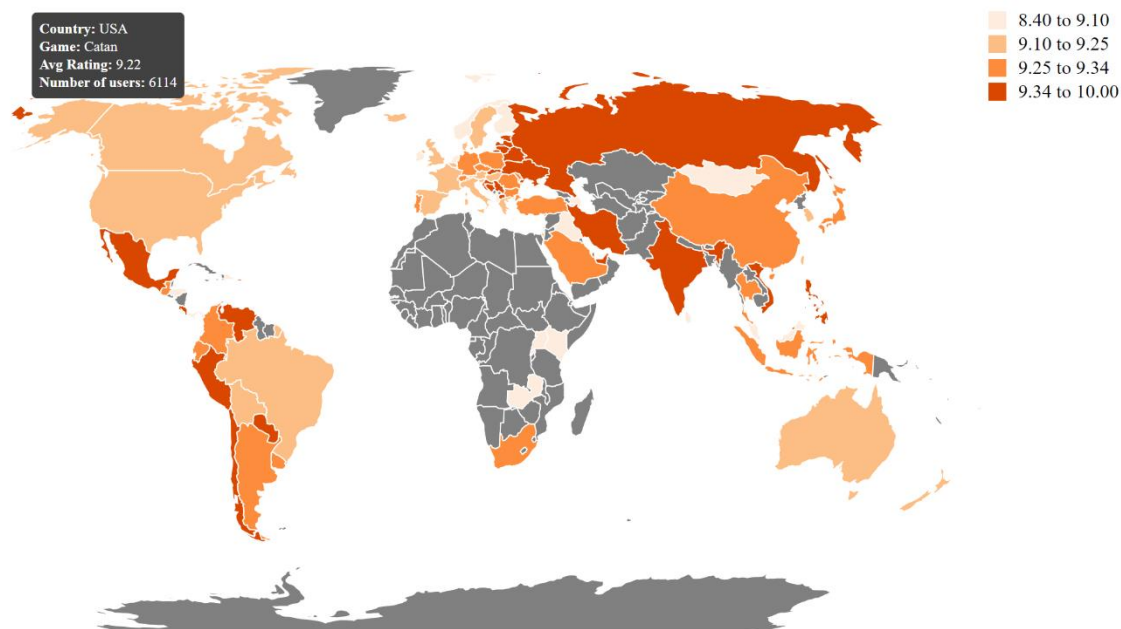 Country: USA
Game: Catan
Avg Rating: 9.22
Number of users: 6114
8.40 to 9.10
9.10 to 9.25
9.25 to 9.34
9.34 to 10.00